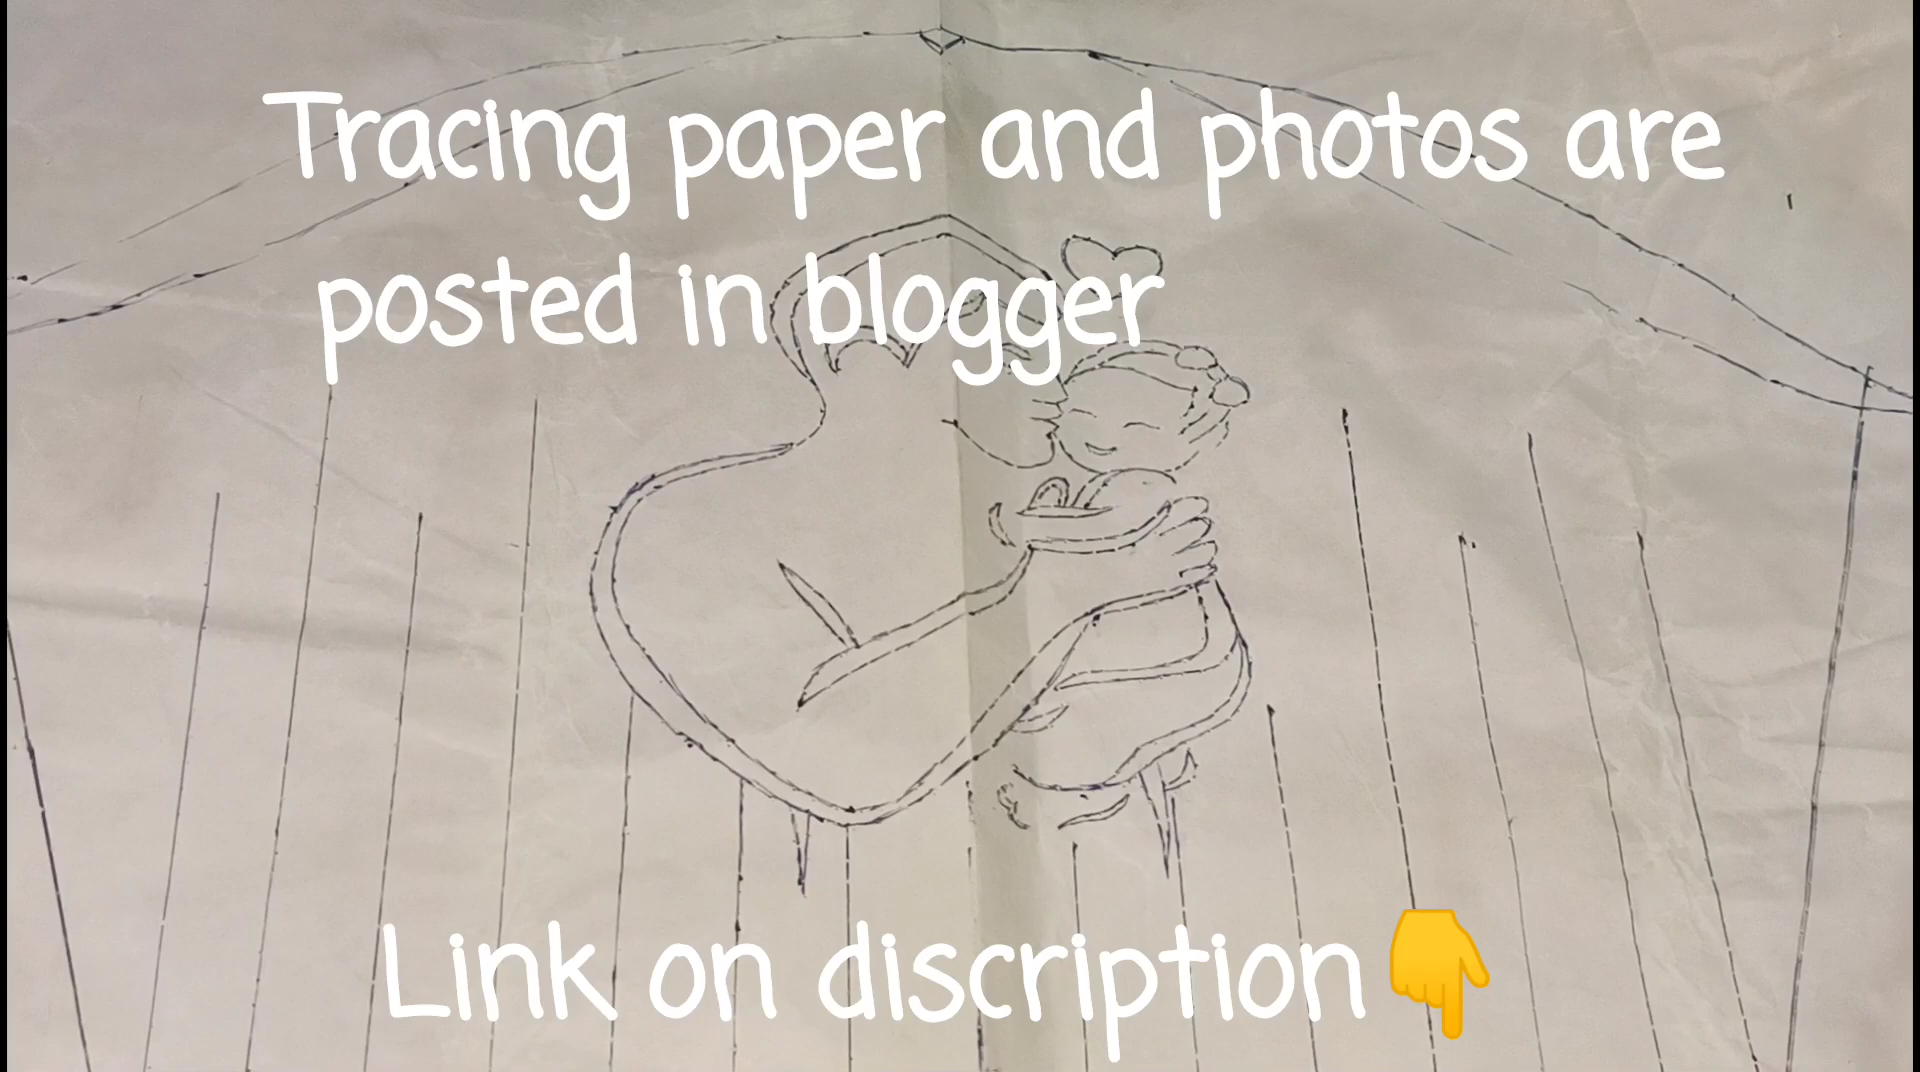 Tracing paper and photos are
posted in blogger
Link on discription👇